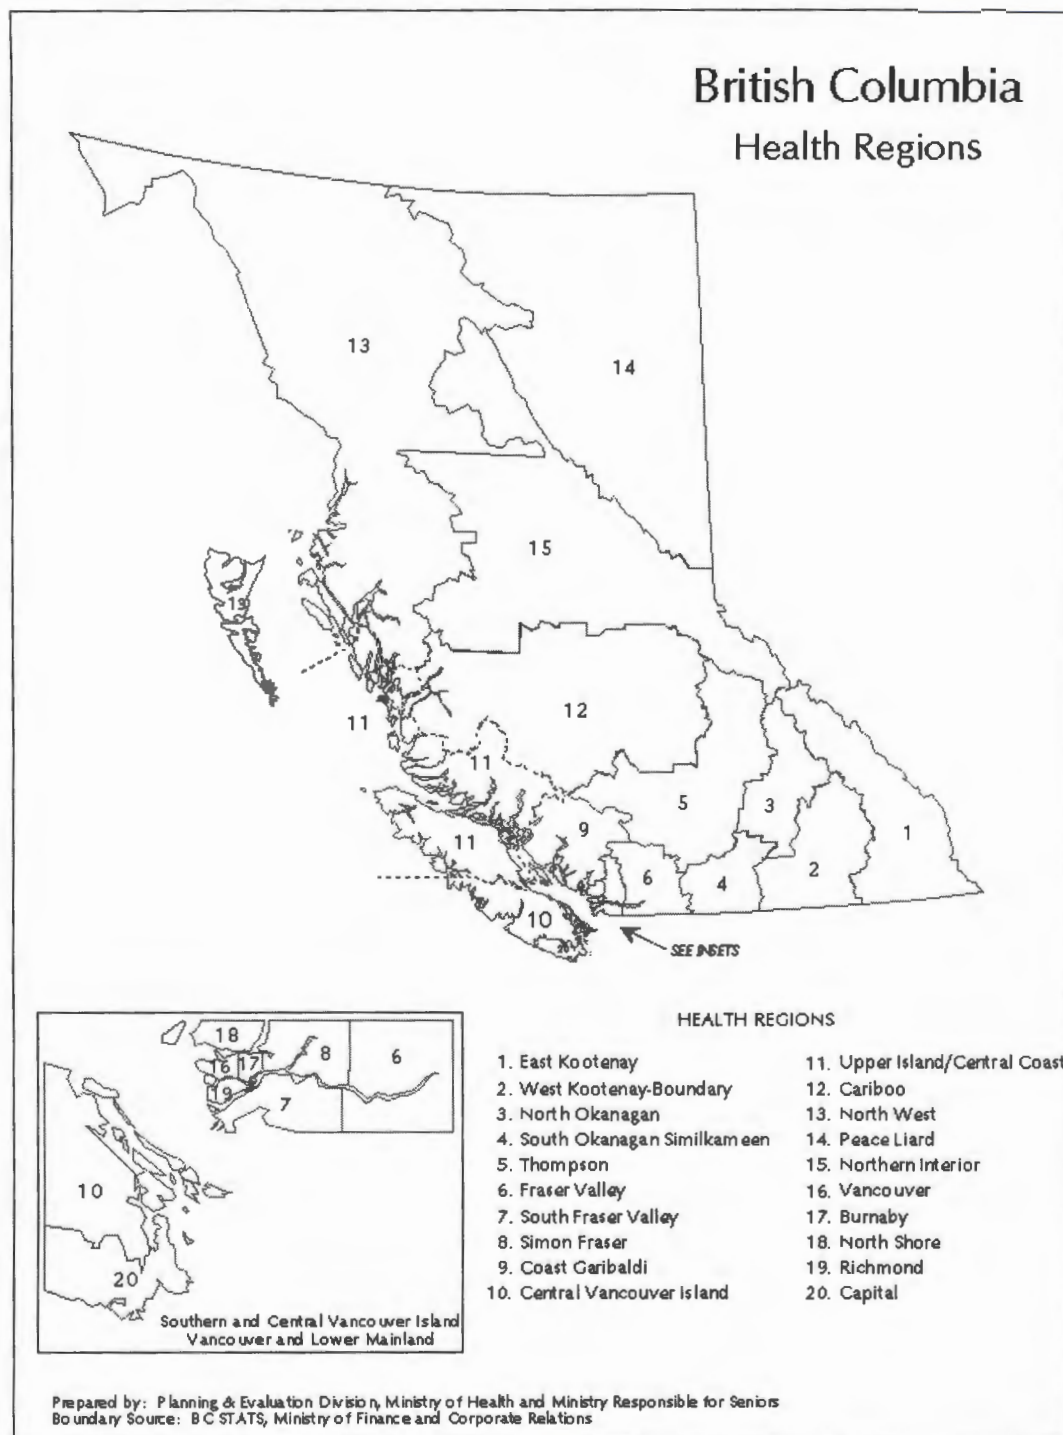 British Columbia
Health Regions
13
14
15
13
12
11
11
5
3
1
9
11
2
6
4
10
20
SEE INSETS
18
8
6
16
17
19
7
10
20
Southern and Central Vancouver Island
Vancouver and Lower Mainland
HEALTH REGIONS
1. East Kootenay
2. West Kootenay-Boundary
3. North Okanagan
4. South Okanagan Similkameen
5. Thompson
6. Fraser Valley
7. South Fraser Valley
8. Simon Fraser
9. Coast Garibaldi
10. Central Vancouver Island
11. Upper Island/Central Coast
12. Cariboo
13. North West
14. Peace Liard
15. Northern Interior
16. Vancouver
17. Burnaby
18. North Shore
19. Richmond
20. Capital
Prepared by: Planning & Evaluation Division, Ministry of Health and Ministry Responsible for Seniors
Boundary Source: BC STATS, Ministry of Finance and Corporate Relations